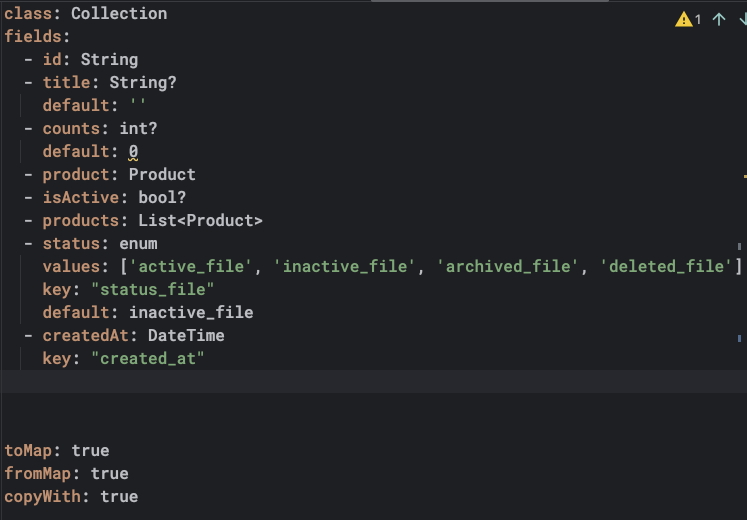 class: Collection
1
fields:
  - id: String
  - title: String?
    default: ''
  - counts: int?
    default: 0
  - product: Product
  - isActive: bool?
  - products: List<Product>
  - status: enum
    values: ['active_file', 'inactive_file', 'archived_file', 'deleted_file']
    key: "status_file"
    default: inactive_file
  - createdAt: DateTime
    key: "created_at"
toMap: true
fromMap: true
copyWith: true